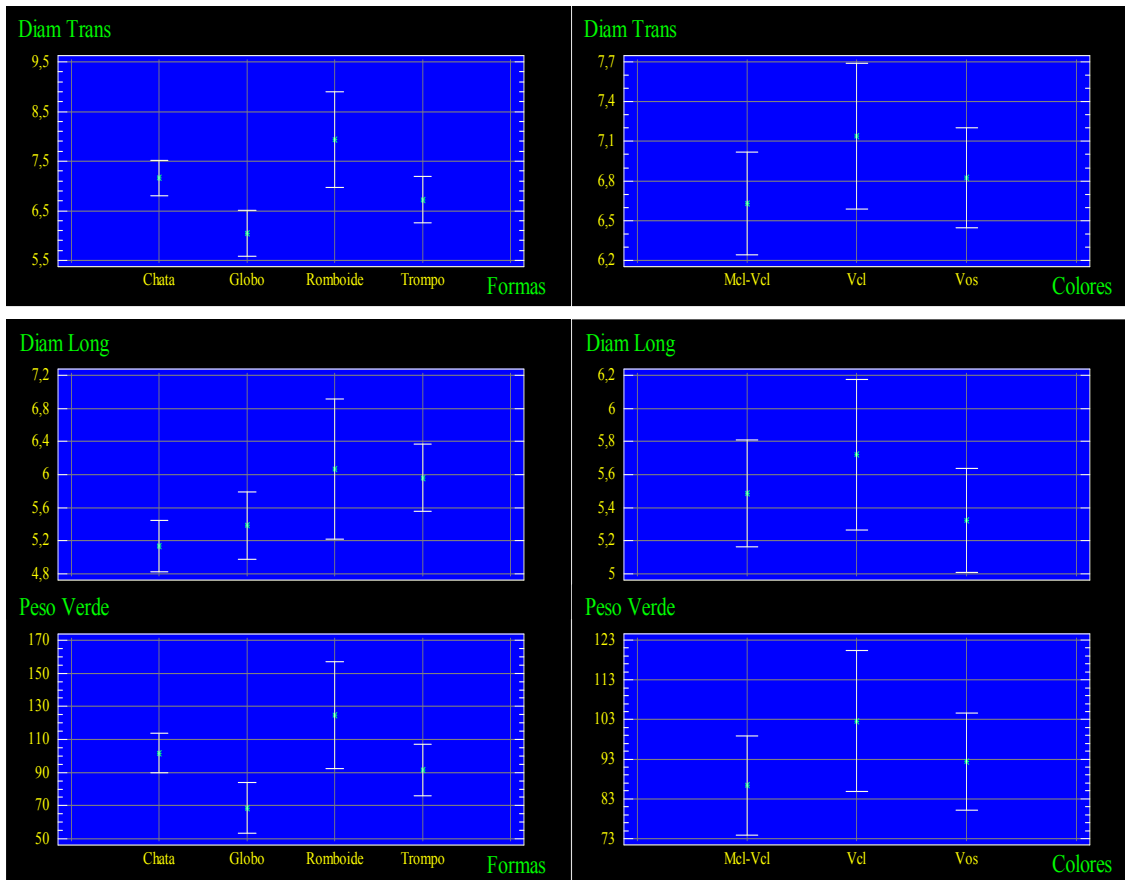 Diam Trans
9,5
8,5
7,5
6,5
5,5
Chata Globo Romboide Trompo
Formas
Diam Trans
7,7
7,4
7,1
6,8
6,5
6,2
Mcl-Vcl Vcl Vos
Colores
Diam Long
7,2
6,8
6,4
6
5,6
5,2
4,8
Diam Long
6,2
6
5,8
5,6
5,4
5,2
5
Peso Verde
170
150
130
110
90
70
50
Chata Globo Romboide Trompo
Formas
Peso Verde
123
113
103
93
83
73
Mcl-Vcl Vcl Vos
Colores